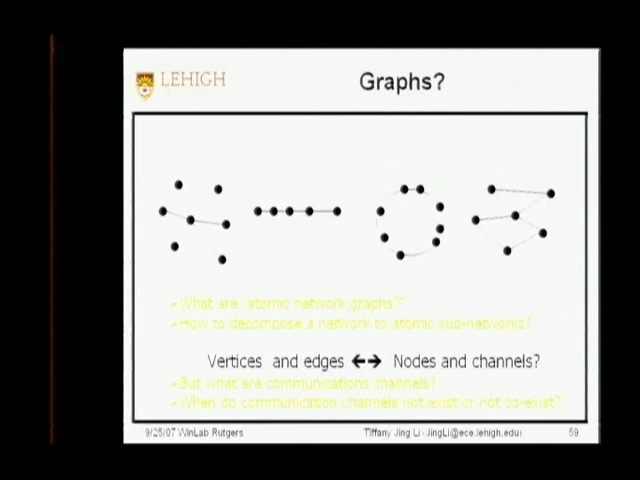 LEHIGH
Graphs?
What are 'atomic network graphs'?
How to decompose a network to atomic sub-networks?
Vertices and edges ←→ Nodes and channels?
But what are communications channels?
When do communication channels not exist or not co-exist?
9/25/07 WinLab Rutgers
Tiffany Jing Li (JingLi@ece.lehigh.edu)
59